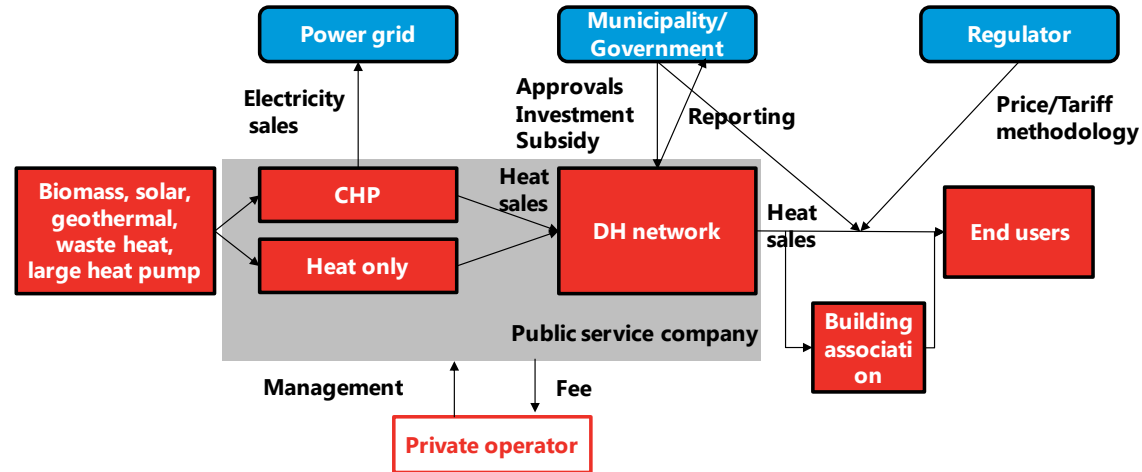 Power grid
Municipality/
Government
Regulator
Electricity
sales
Approvals
Investment
Subsidy
Reporting
Price/Tariff
methodology
Biomass, solar,
geothermal,
waste heat,
large heat pump
CHP
Heat only
Heat
sales
DH network
Heat
sales
End users
Public service company
Building
associati
on
Management
Fee
Private operator